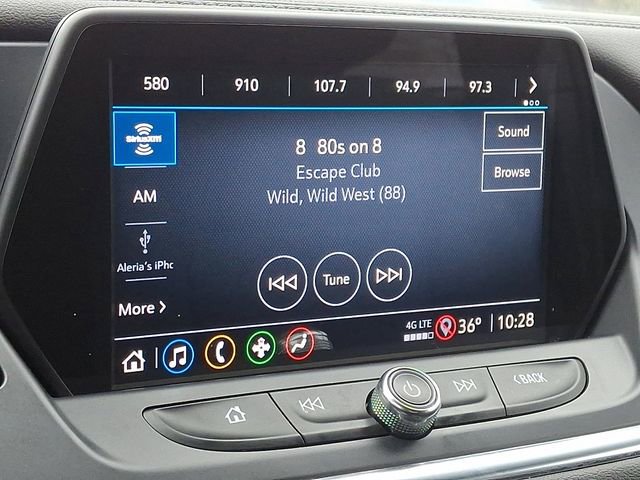 580 910 107.7 94.9 97.3 >
SiriusXM
8 80s on 8
Sound
Escape Club
Browse
AM
Wild, Wild West (88)
Aleria's iPhc
Tune
More >
4G LTE
36° 10:28
< BACK